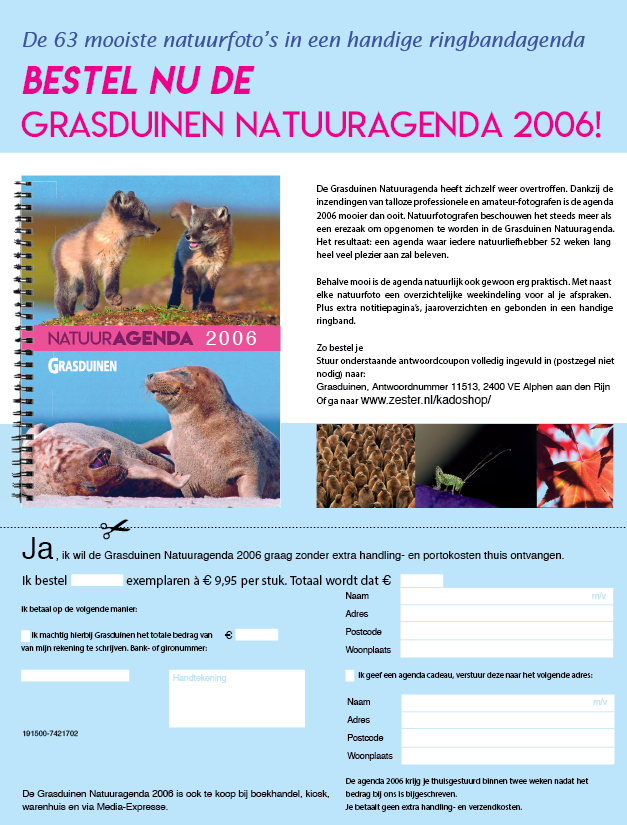 De 63 mooiste natuurfoto's in een handige ringbandagenda
BESTEL NU DE
GRASDUINEN NATUURAGENDA 2006!
NATUURAGENDA 2006
GRASDUINEN
De Grasduinen Natuuragenda heeft zichzelf weer overtroffen. Dankzij de
inzendingen van talloze professionele en amateur-fotografen is de agenda
2006 mooier dan ooit. Natuurfotografen beschouwen het steeds meer als
een erezaak om opgenomen te worden in de Grasduinen Natuuragenda.
Het resultaat: een agenda waar iedere natuurliefhebber 52 weken lang
heel veel plezier aan zal beleven.
Behalve mooi is de agenda natuurlijk ook gewoon erg praktisch. Met naast
elke natuurfoto een overzichtelijke weekindeling voor al je afspraken.
Plus extra notitiepagina's, jaaroverzichten en gebonden in een handige
ringband.
Zo bestel je
Stuur onderstaande antwoordcoupon volledig ingevuld in (postzegel niet
nodig) naar:
Grasduinen, Antwoordnummer 11513, 2400 VE Alphen aan den Rijn
Of ga naar www.zester.nl/kadoshop/
Ja, ik wil de Grasduinen Natuuragenda 2006 graag zonder extra handling- en portokosten thuis ontvangen.
Ik bestel exemplaren à € 9,95 per stuk. Totaal wordt dat €
Ik betaal op de volgende manier:
Ik machtig hierbij Grasduinen het totale bedrag van €
van mijn rekening te schrijven. Bank- of gironummer:
Handtekening
191500-7421702
De Grasduinen Natuuragenda 2006 is ook te koop bij boekhandel, kiosk,
warenhuis en via Media-Expresse.
Naam m/v
Adres
Postcode
Woonplaats
Ik geef een agenda cadeau, verstuur deze naar het volgende adres:
Naam m/v
Adres
Postcode
Woonplaats
De agenda 2006 krijg je thuisgestuurd binnen twee weken nadat het
bedrag bij ons is bijgeschreven.
Je betaalt geen extra handling- en verzendkosten.